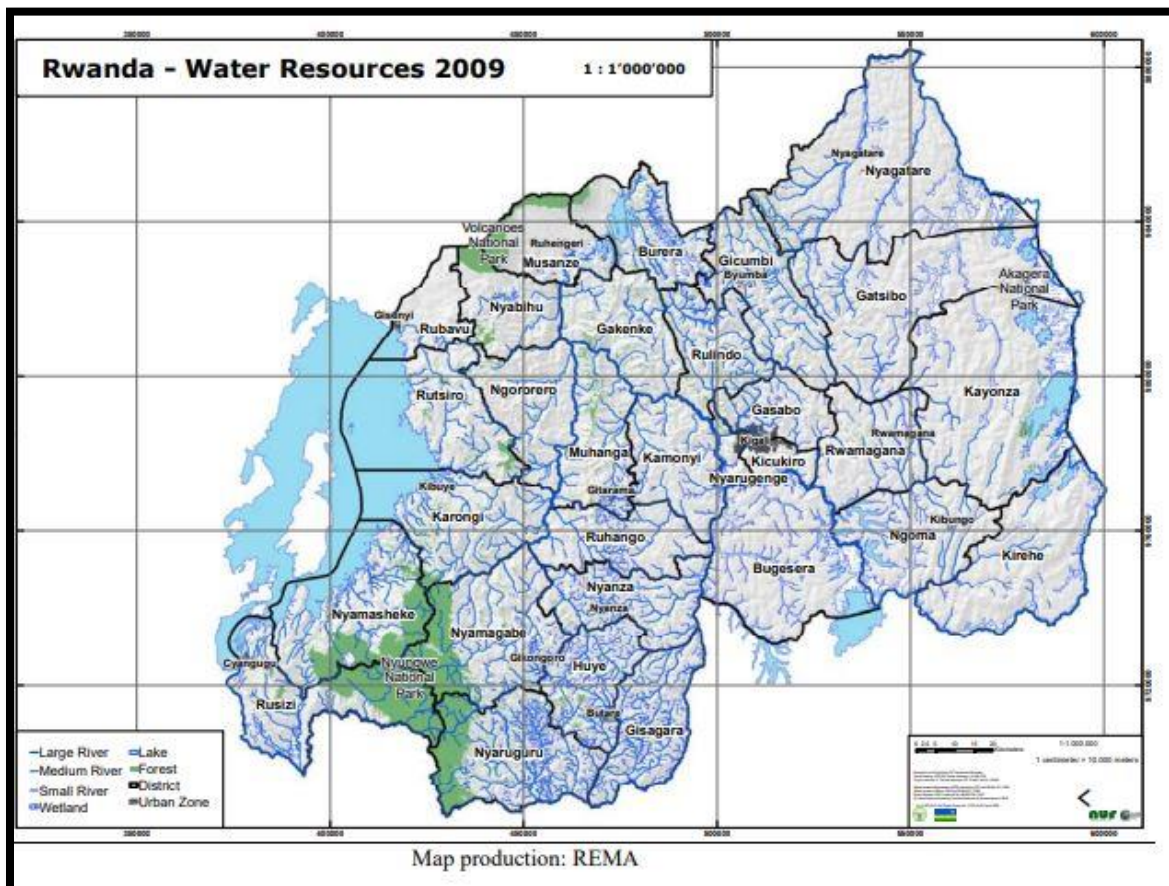 Rwanda - Water Resources 2009
1 : 1'000'000
Nyagatare
Nyagatare
Volcanoes
National
Park
Ruhengeri
Musanze
Burera
Gicumbi
Byumba
Gatsibo
Akagera
National
Park
Gisenyi
Rubavu
Nyabihu
Gakenke
Rulindo
Rutsiro
Ngororero
Gasabo
Kayonza
Kigali
Kicukiro
Nyarugenge
Rwamagana
Rwamagana
Muhanga
Kamonyi
Gitarama
Kibuye
Karongi
Ruhango
Bugesera
Ngoma
Kibungo
Kirehe
Nyanza
Nyanza
Nyamasheke
Nyamagabe
Gikongoro
Huye
Cyangugu
Nyungwe
National
Park
Rusizi
Butare
Gisagara
Nyaruguru
Large River
Medium River
Small River
Wetland
Lake
Forest
District
Urban Zone
1:1.000.000
1 centimeter = 10.000 meters
nur
Map production: REMA